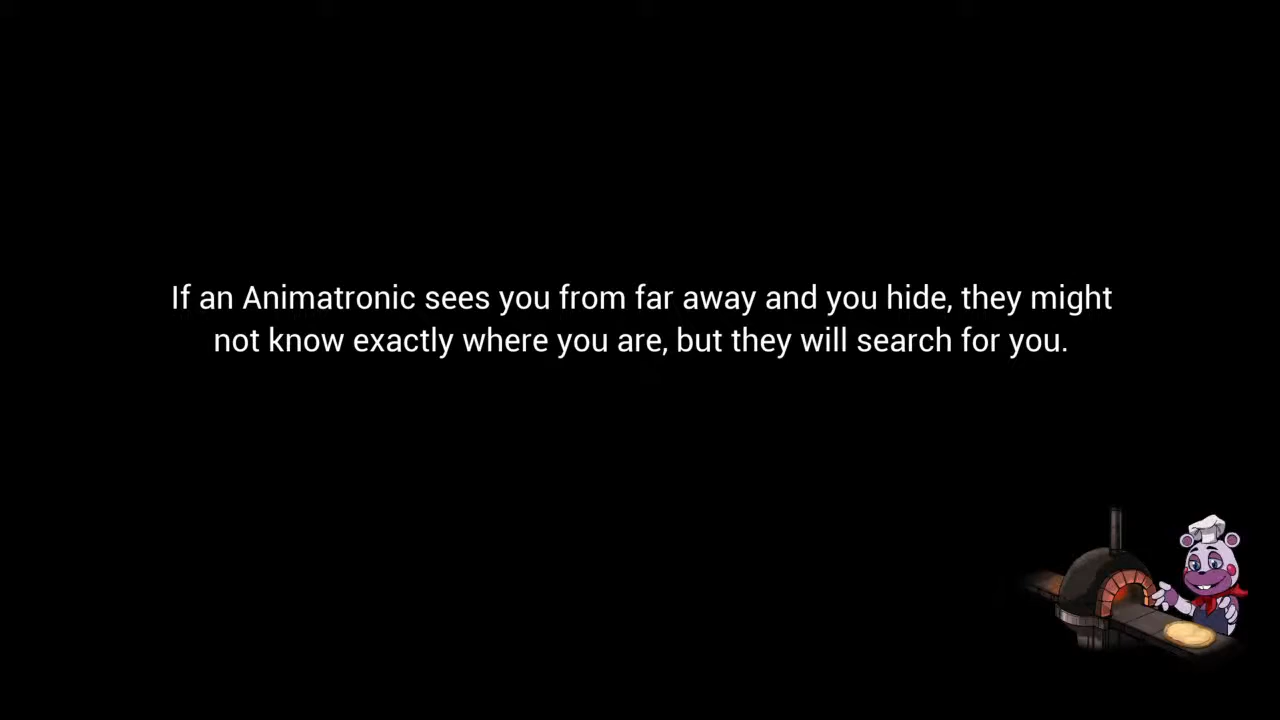 If an Animatronic sees you from far away and you hide, they might
not know exactly where you are, but they will search for you.